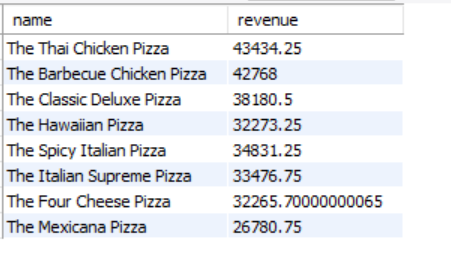 name revenue
The Thai Chicken Pizza 43434.25
The Barbecue Chicken Pizza 42768
The Classic Deluxe Pizza 38180.5
The Hawaiian Pizza 32273.25
The Spicy Italian Pizza 34831.25
The Italian Supreme Pizza 33476.75
The Four Cheese Pizza 32265.70000000065
The Mexicana Pizza 26780.75